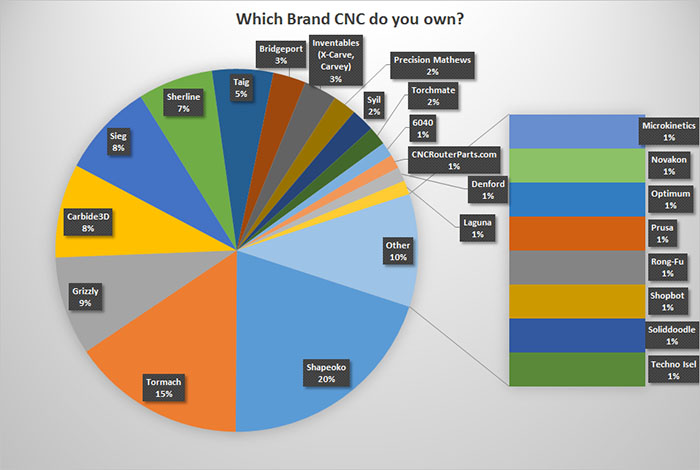 Which Brand CNC do you own?
Bridgeport
3%
Inventables
(X-Carve,
Carvey)
3%
Precision Mathews
2%
Taig
5%
Torchmate
2%
Sherline
7%
Syil
2%
6040
1%
Sieg
8%
CNCRouterParts.com
1%
Denford
1%
Carbide3D
8%
Laguna
1%
Other
10%
Grizzly
9%
Shapeoko
20%
Tormach
15%
Microkinetics
1%
Novakon
1%
Optimum
1%
Prusa
1%
Rong-Fu
1%
Shopbot
1%
Soliddoodle
1%
Techno Isel
1%